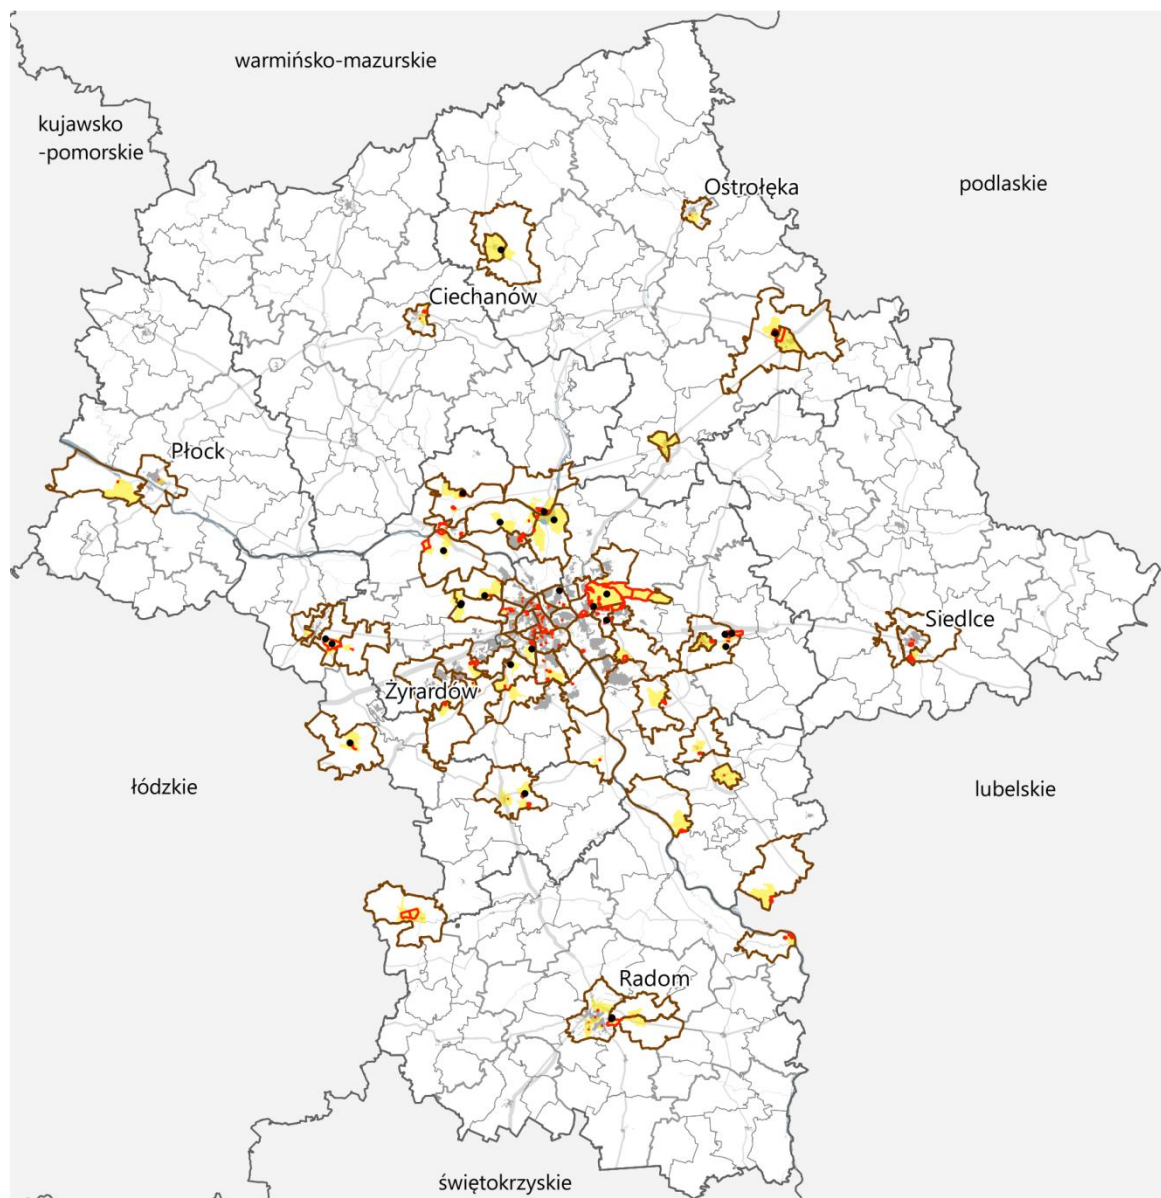 warmińsko-mazurskie
kujawsko
-pomorskie
Ostrołęka
podlaskie
Ciechanów
Płock
Siedlce
Żyrardów
łódzkie
lubelskie
Radom
świętokrzyskie